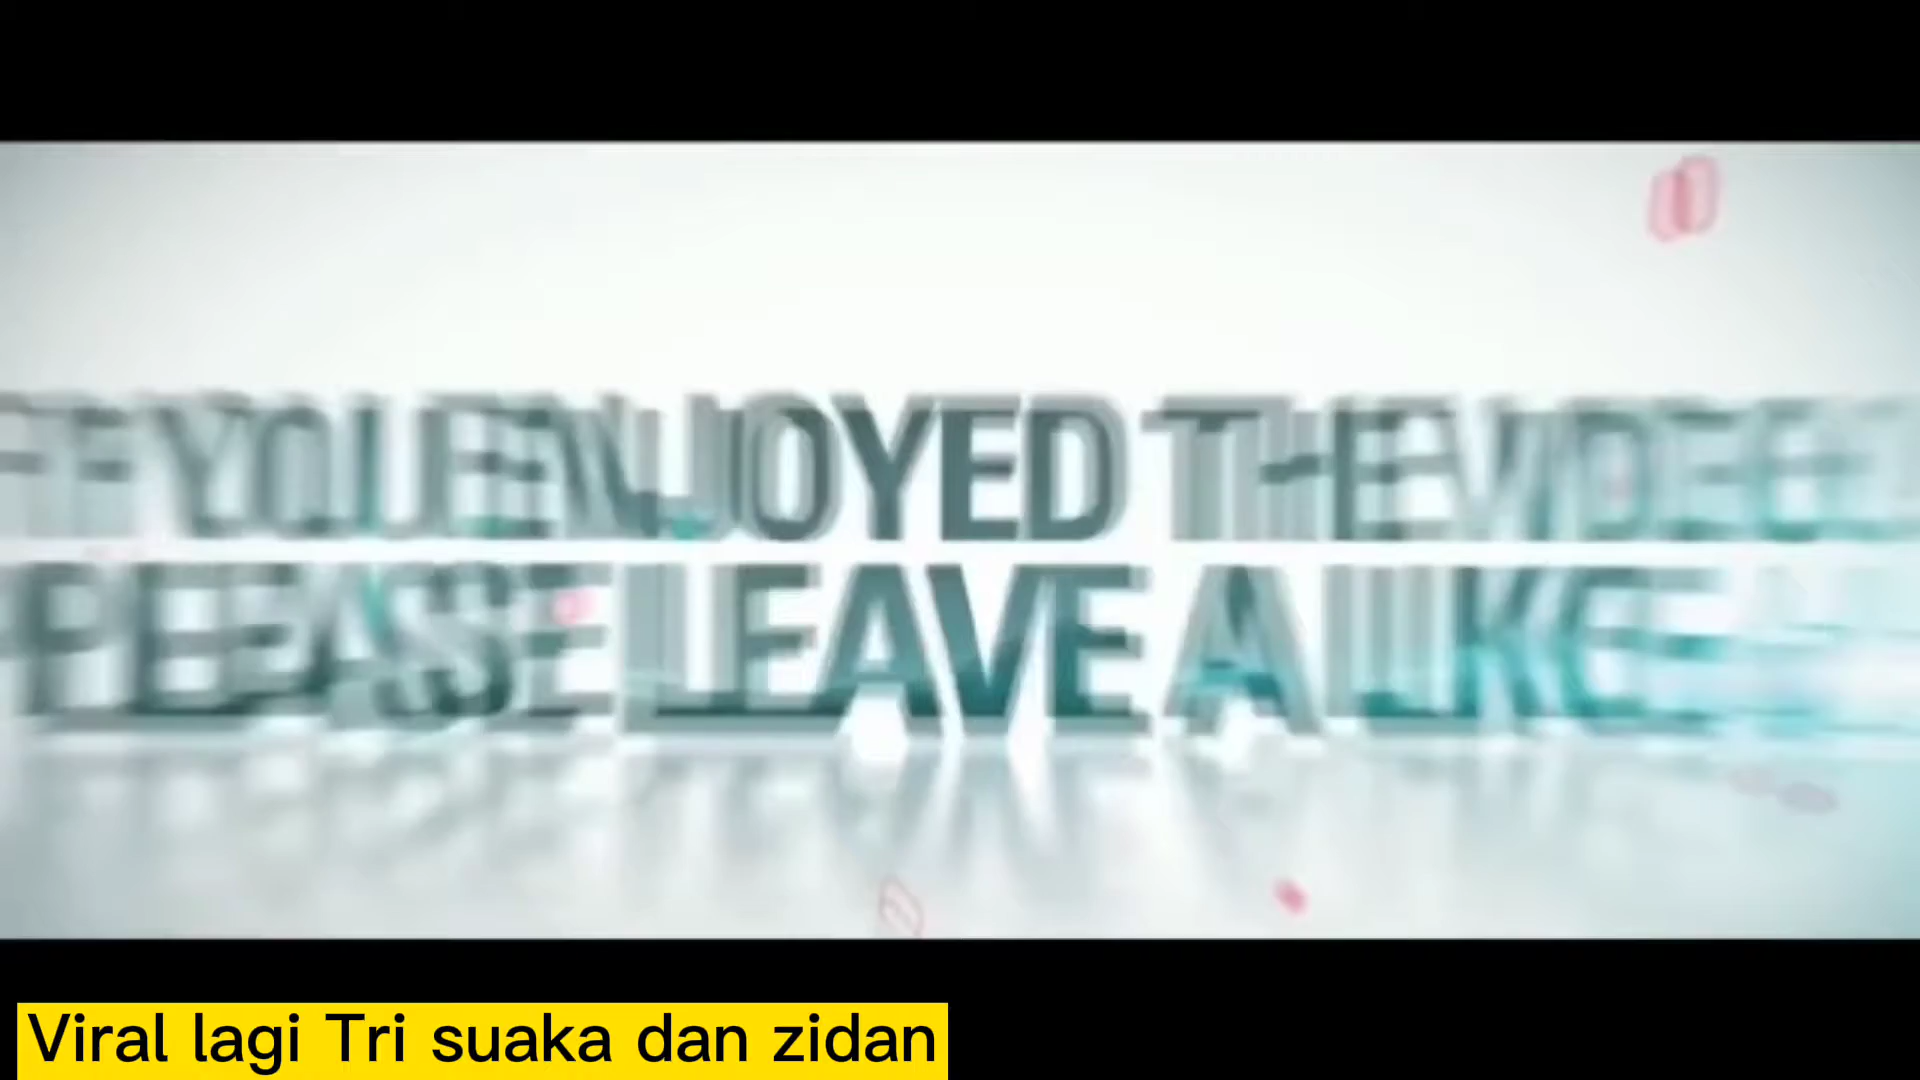 IF YOU ENJOYED THE VIDEO
PLEASE LEAVE A LIKE
Viral lagi Tri suaka dan zidan